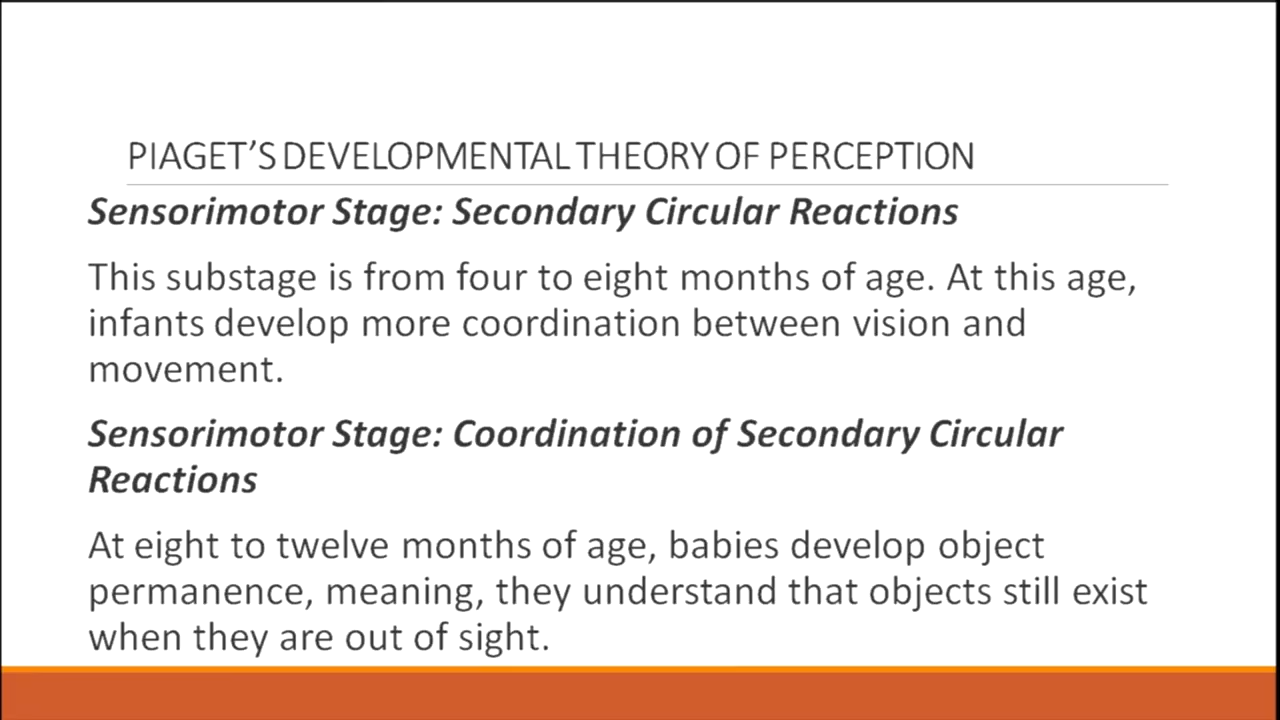 PIAGET'S DEVELOPMENTAL THEORY OF PERCEPTION
Sensorimotor Stage: Secondary Circular Reactions
This substage is from four to eight months of age. At this age,
infants develop more coordination between vision and
movement.
Sensorimotor Stage: Coordination of Secondary Circular
Reactions
At eight to twelve months of age, babies develop object
permanence, meaning, they understand that objects still exist
when they are out of sight.